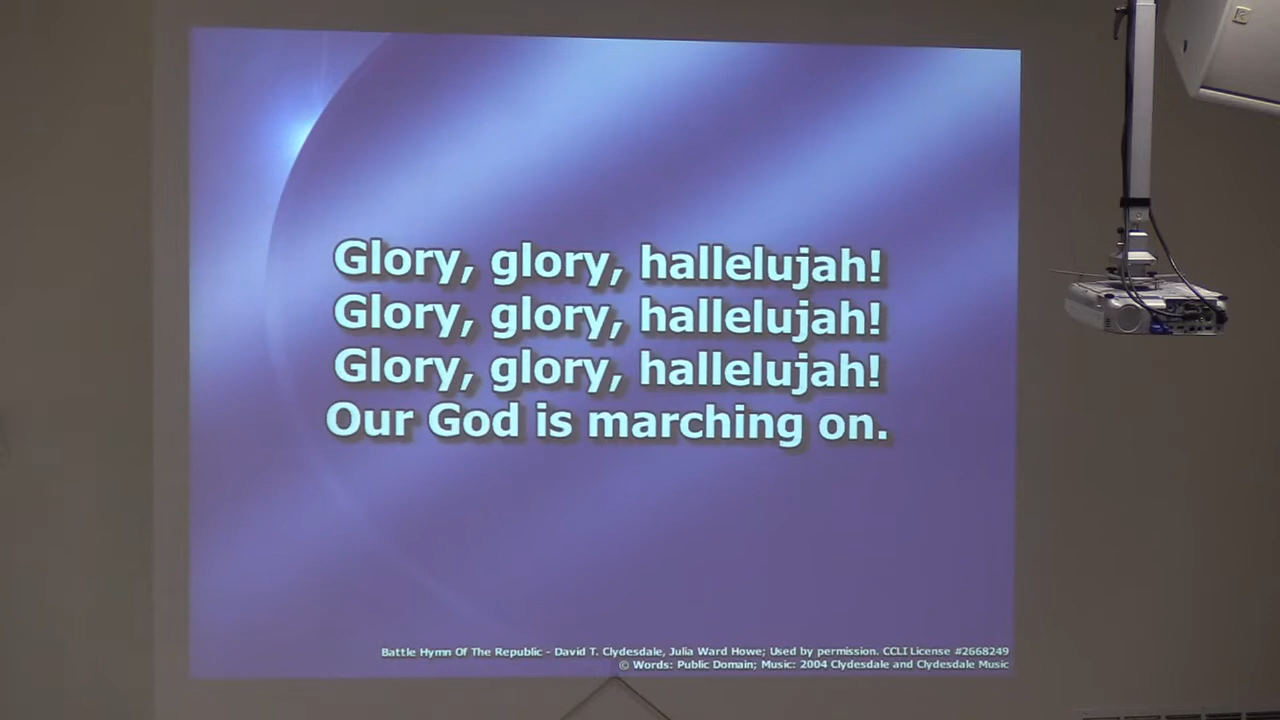 Glory, glory, hallelujah!
Glory, glory, hallelujah!
Glory, glory, hallelujah!
Our God is marching on.
Battle Hymn Of The Republic - David T. Clydesdale, Julia Ward Howe; Used by permission. CCLI License #2668249
© Words: Public Domain; Music: 2004 Clydesdale and Clydesdale Music